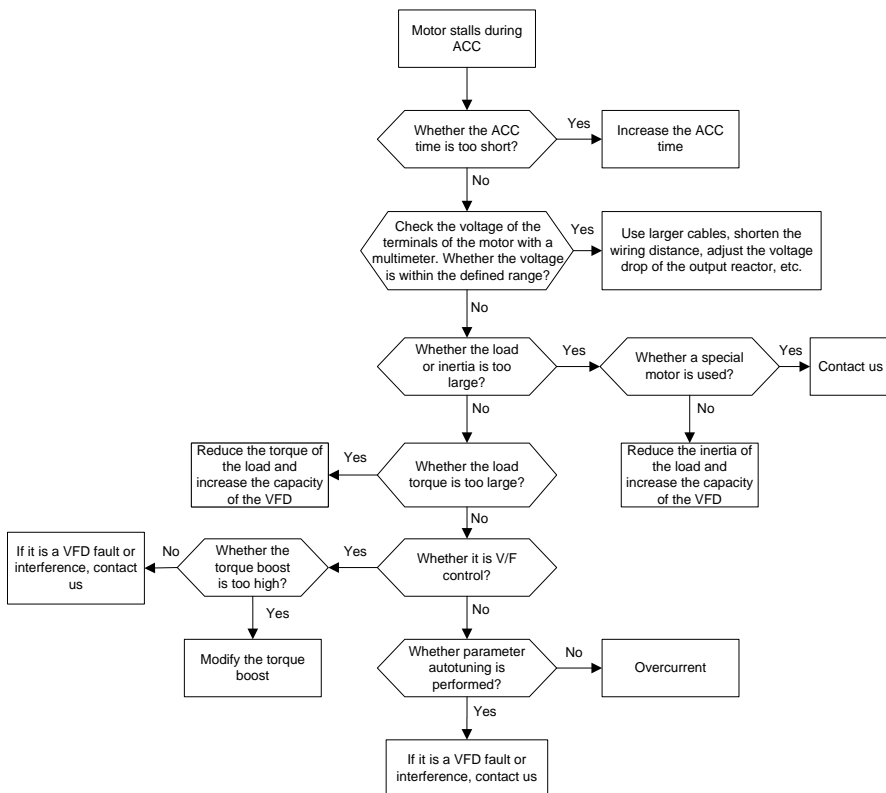 Motor stalls during
ACC
Whether the ACC
time is too short?
Yes
Increase the ACC
time
No
Check the voltage of the
terminals of the motor with a
multimeter. Whether the voltage
is within the defined range?
Yes
Use larger cables, shorten the
wiring distance, adjust the voltage
drop of the output reactor, etc.
No
Whether the load
or inertia is too
large?
Yes
Whether a special
motor is used?
Yes
Contact us
No
No
Reduce the torque of
the load and
increase the capacity
of the VFD
Yes
Whether the load
torque is too large?
Reduce the inertia of
the load and
increase the capacity
of the VFD
No
If it is a VFD fault or
interference, contact
us
No
Whether the
torque boost
is too high?
Yes
Whether it is V/F
control?
Yes
No
Modify the torque
boost
Whether parameter
autotuning is
performed?
No
Overcurrent
Yes
If it is a VFD fault or
interference, contact us